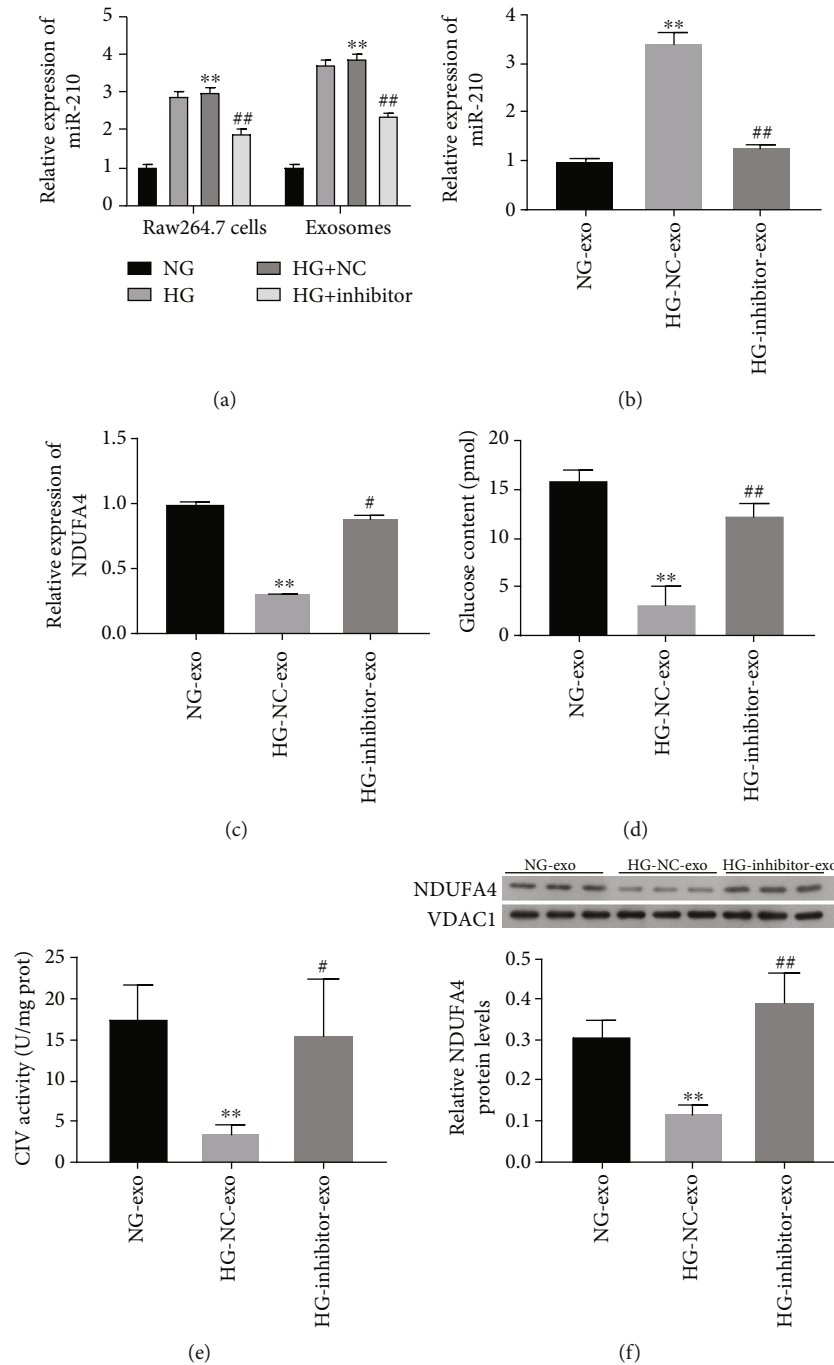 Relative expression of
miR-210
5
4
3
2
1
0
**
##
**
##
Raw264.7 cells
Exosomes
NG
HG+NC
HG
HG+inhibitor
(a)
Relative expression of
miR-210
4
3
2
1
0
**
##
NG-exo
HG-NC-exo
HG-inhibitor-exo
(b)
Relative expression of
NDUFA4
1.5
1.0
0.5
0.0
**
#
NG-exo
HG-NC-exo
HG-inhibitor-exo
(c)
Glucose content (pmol)
20
15
10
5
0
**
##
NG-exo
HG-NC-exo
HG-inhibitor-exo
(d)
CIV activity (U/mg prot)
25
20
15
10
5
0
**
#
NG-exo
HG-NC-exo
HG-inhibitor-exo
(e)
NG-exo
HG-NC-exo
HG-inhibitor-exo
NDUFA4
VDAC1
Relative NDUFA4
protein levels
0.5
0.4
0.3
0.2
0.1
0.0
**
##
NG-exo
HG-NC-exo
HG-inhibitor-exo
(f)